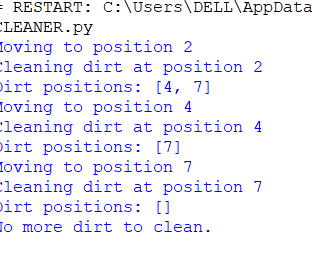 = RESTART: C:\Users\DELL\AppData
CLEANER.py
Moving to position 2
Cleaning dirt at position 2
Dirt positions: [4, 7]
Moving to position 4
Cleaning dirt at position 4
Dirt positions: [7]
Moving to position 7
Cleaning dirt at position 7
Dirt positions: []
No more dirt to clean.